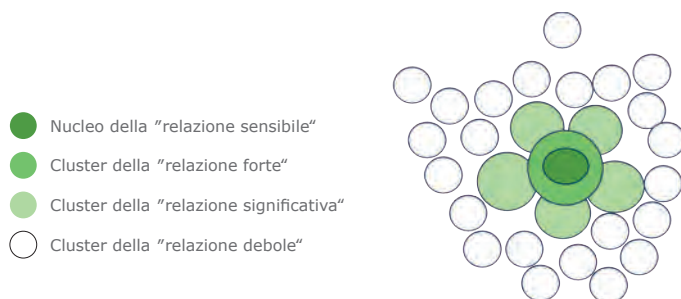 Nucleo della ”relazione sensibile“
Cluster della ”relazione forte“
Cluster della ”relazione significativa“
Cluster della ”relazione debole“